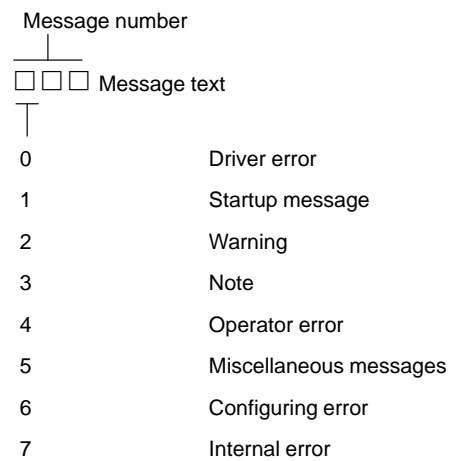 Message number
□ □ □ Message text
0 Driver error
1 Startup message
2 Warning
3 Note
4 Operator error
5 Miscellaneous messages
6 Configuring error
7 Internal error